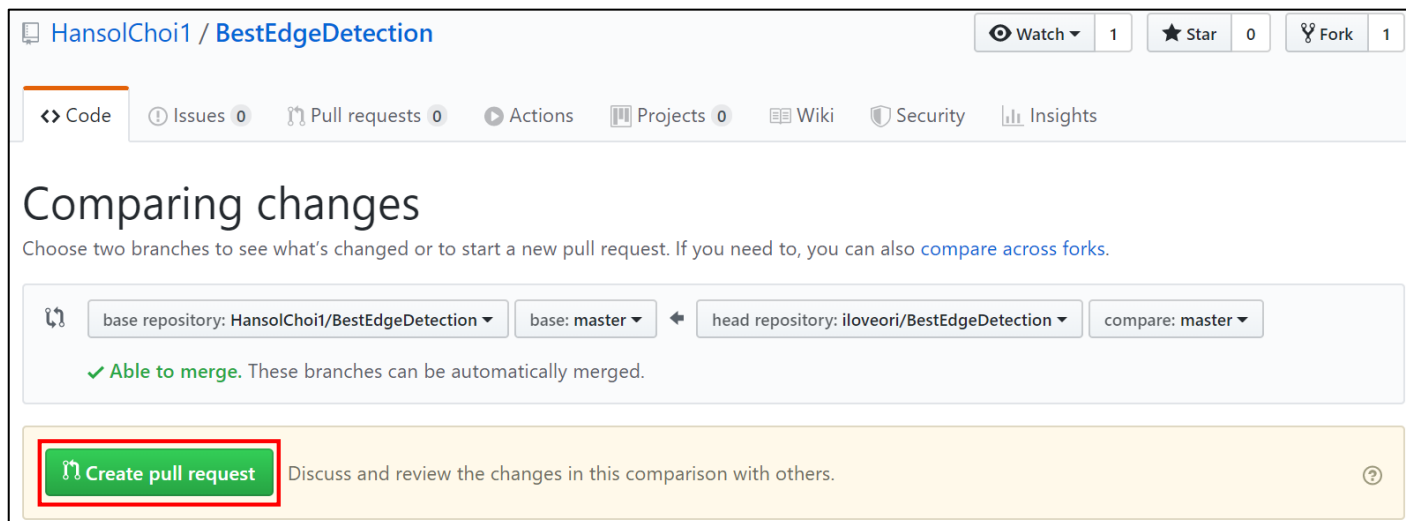 HansolChoi1 / BestEdgeDetection Watch 1 Star 0 Fork 1
<> Code Issues 0 Pull requests 0 Actions Projects 0 Wiki Security Insights
Comparing changes
Choose two branches to see what's changed or to start a new pull request. If you need to, you can also compare across forks.
base repository: HansolChoi1/BestEdgeDetection base: master head repository: iloveori/BestEdgeDetection compare: master
Able to merge. These branches can be automatically merged.
Create pull request Discuss and review the changes in this comparison with others.